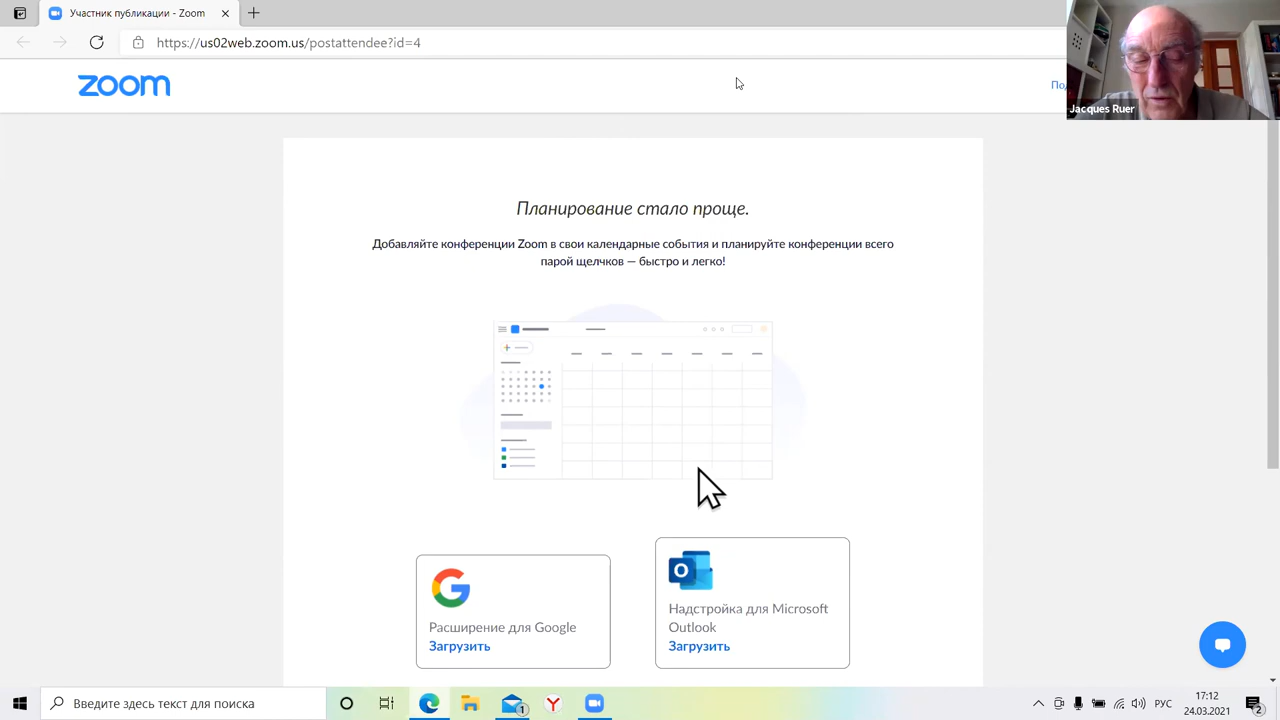 Участник публикации - Zoom
https://us02web.zoom.us/postattendee?id=4
zoom
Jacques Ruer
Планирование стало проще.
Добавляйте конференции Zoom в свои календарные события и планируйте конференции всего
парой щелчков — быстро и легко!
Расширение для Google
Загрузить
Надстройка для Microsoft
Outlook
Загрузить
Введите здесь текст для поиска
1
РУС
17:12
24.03.2021
2